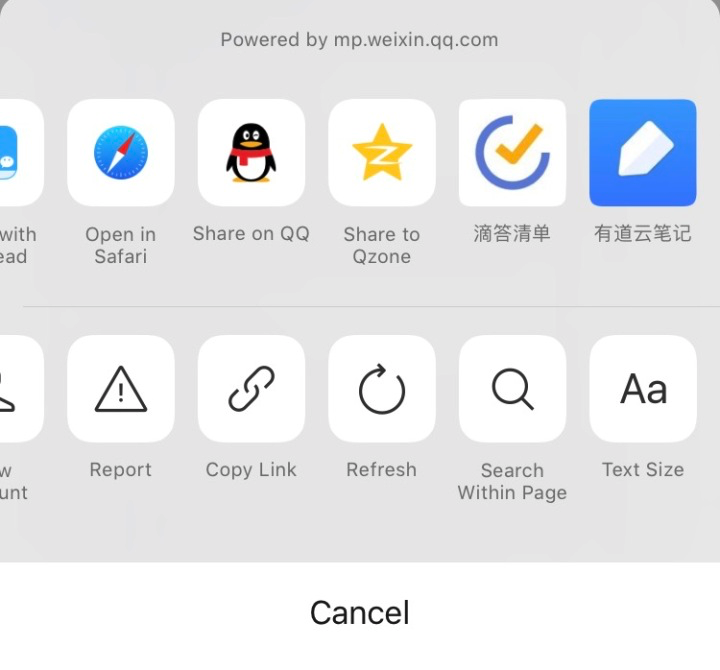 Powered by mp.weixin.qq.com
with
ead
Open in
Safari
Share on QQ
Share to
Qzone
滴答清单
有道云笔记
w
unt
Report
Copy Link
Refresh
Search
Within Page
Aa
Text Size
Cancel